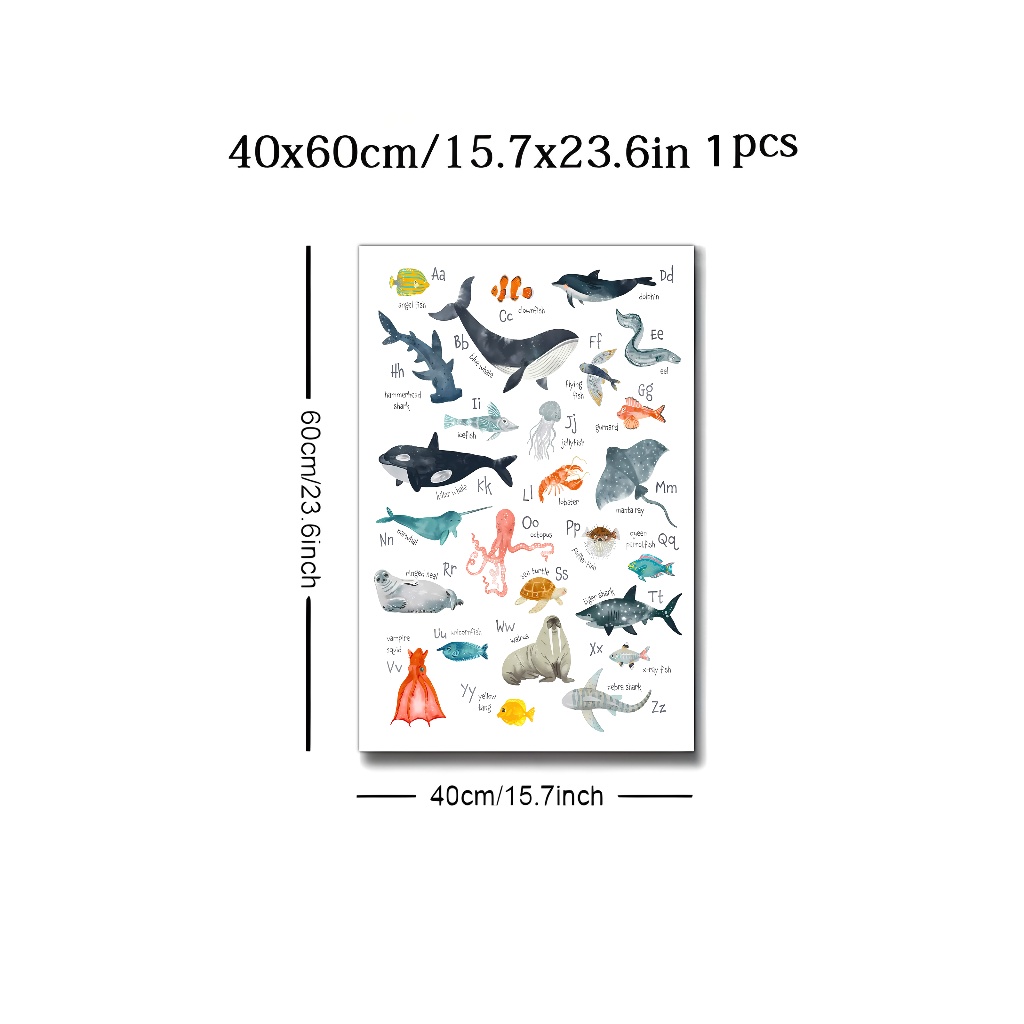 40x60cm/15.7x23.6in 1pcs
60cm/23.6inch
Aa
angel fish
Cc clownfish
Dd
dolphin
Bb
blue whale
Ee
eel
Ff
flying
fish
Hh
hammerhead
shark
Gg
gurnard
Ii
icefish
Jj
jellyfish
Kk
killer whale
Ll
lobster
Mm
manta ray
Nn
narwhal
Oo
octopus
Pp
puffer fish
queen
parrotfish
Qq
Rr
ringed seal
Ss
sea turtle
Tt
tiger shark
Uu unicornfish
vampire
squid
Vv
Ww
walrus
Xx
x-ray fish
Yy yellow
tang
zebra shark
Zz
40cm/15.7inch